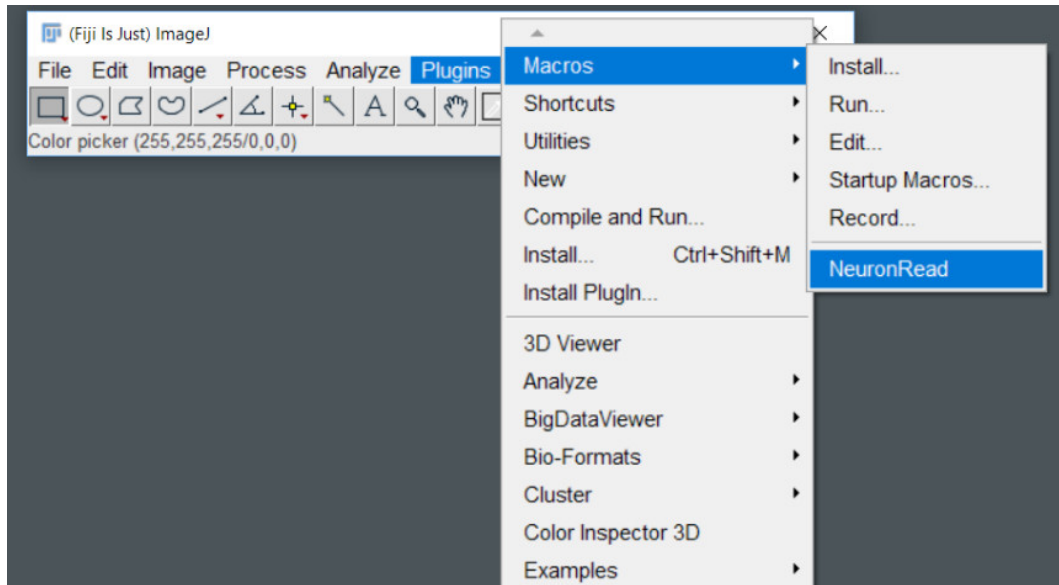 (Fiji Is Just) ImageJ
File Edit Image Process Analyze Plugins
A
Color picker (255,255,255/0,0,0)
Macros
Shortcuts
Utilities
New
Compile and Run...
Install... Ctrl+Shift+M
Install PlugIn...
3D Viewer
Analyze
BigDataViewer
Bio-Formats
Cluster
Color Inspector 3D
Examples
Install...
Run...
Edit...
Startup Macros...
Record...
NeuronRead